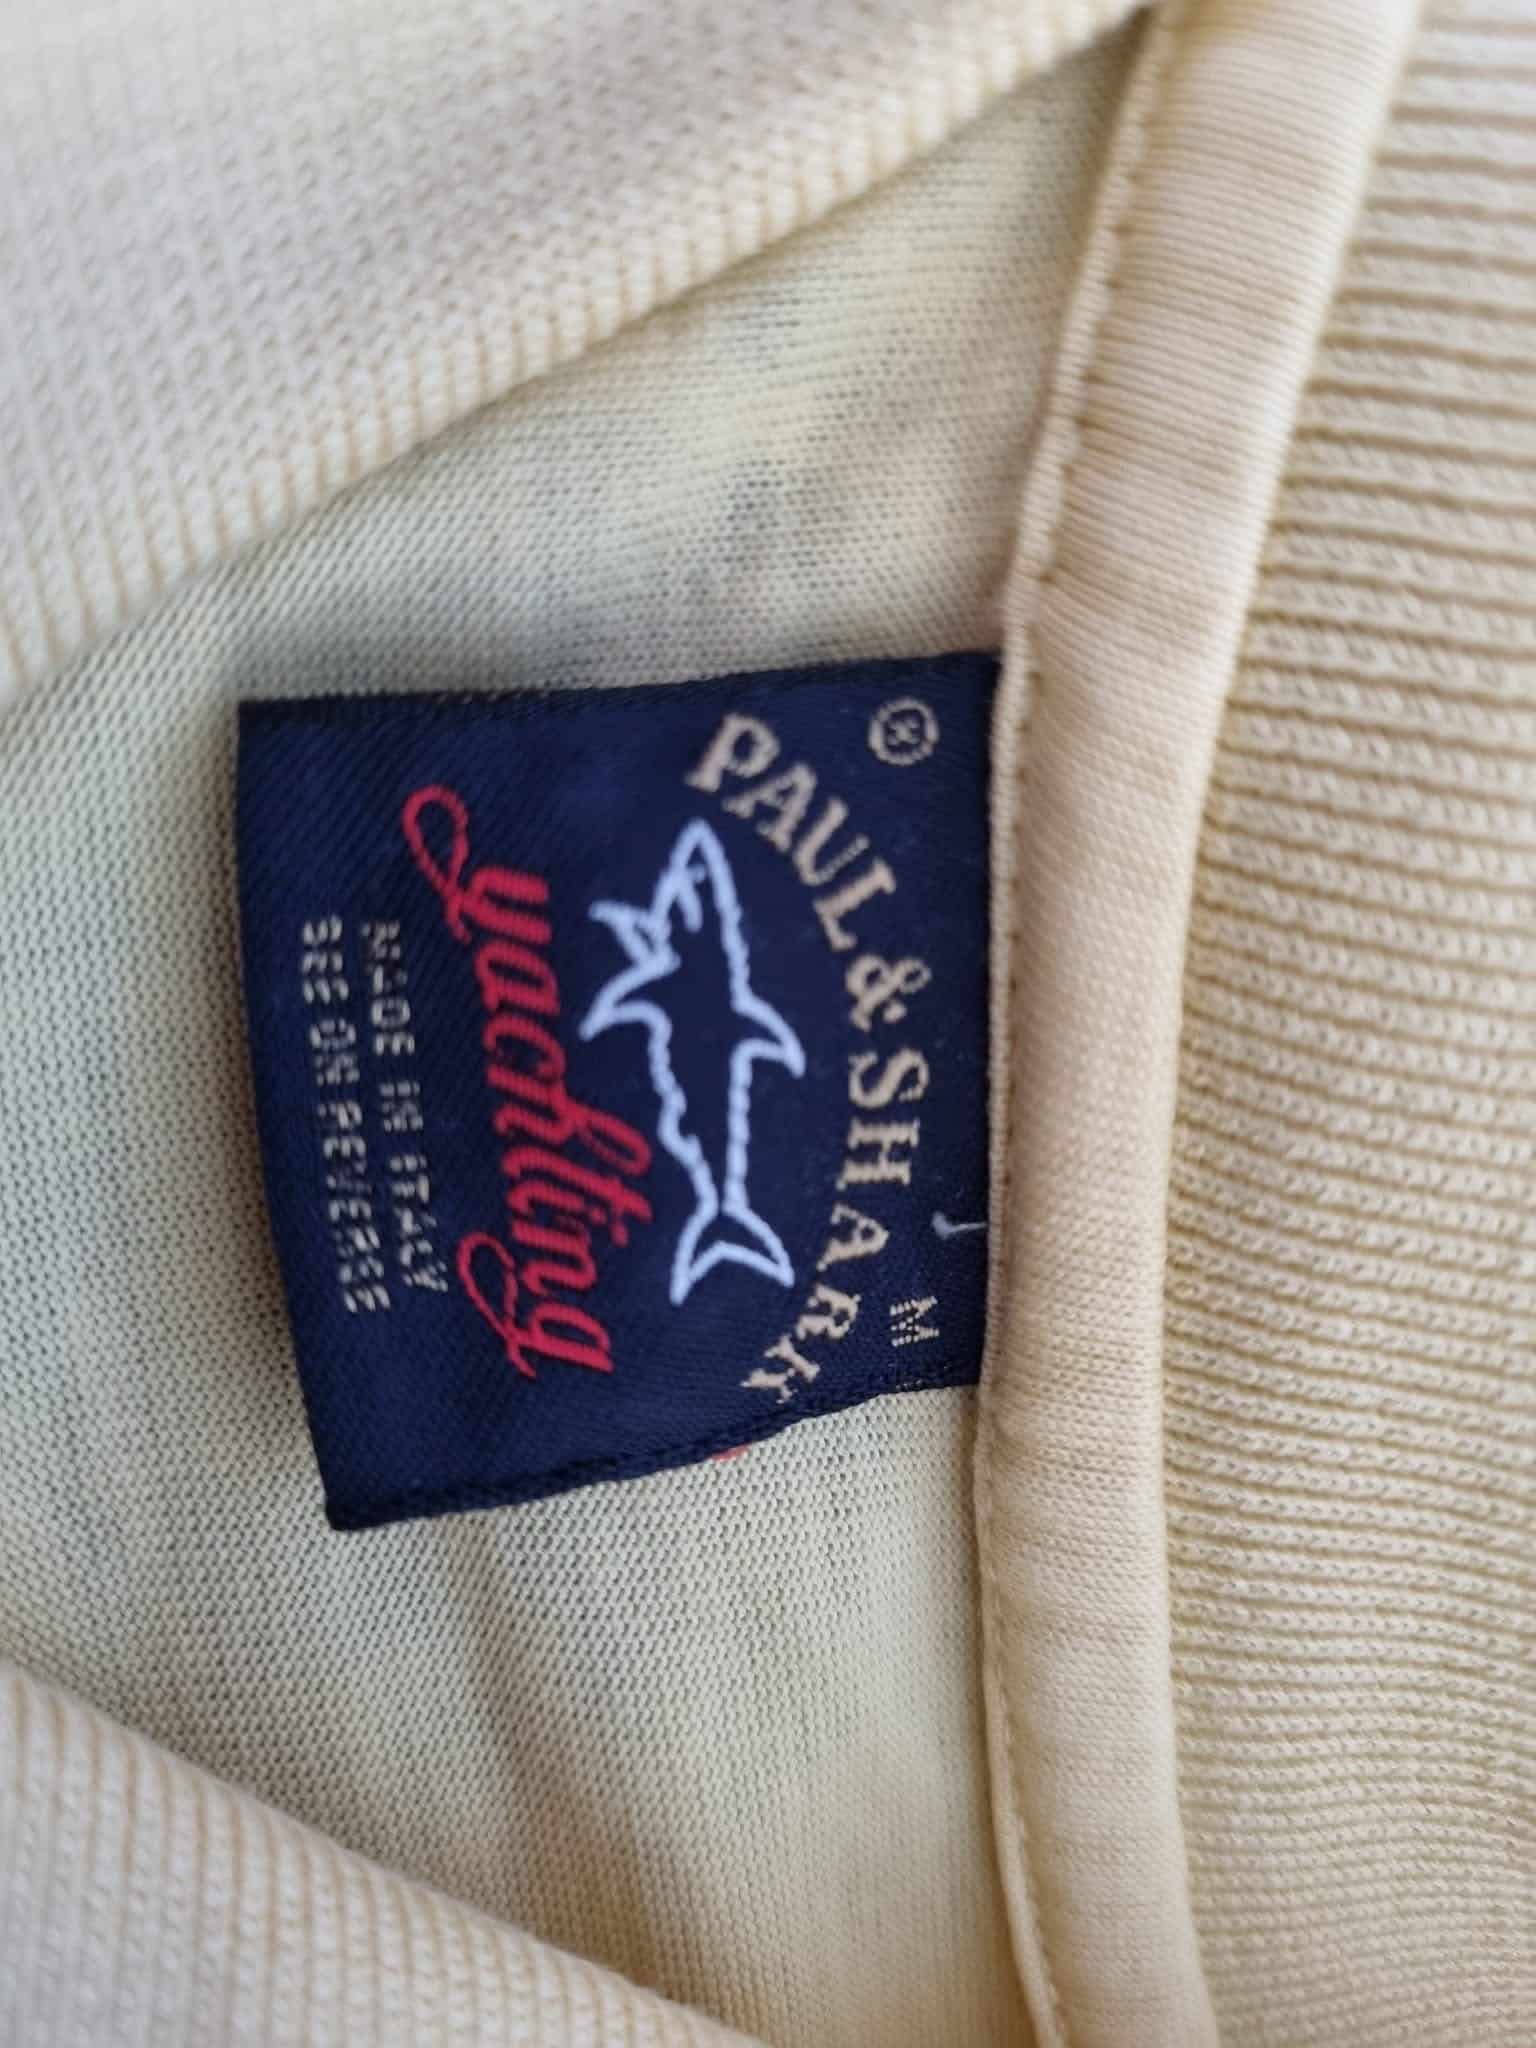 M
®
PAUL & SHARK
yachting
MADE IN ITALY
SEE ON REVERSE